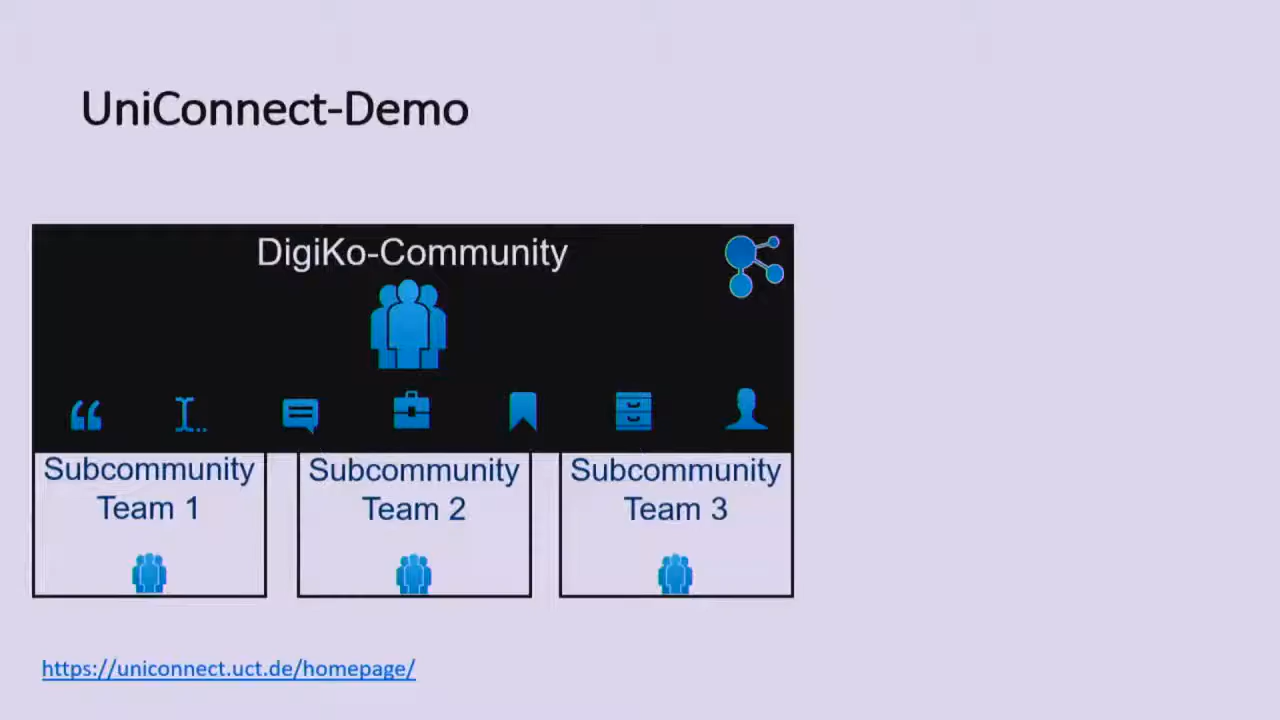 UniConnect-Demo
DigiKo-Community
Subcommunity
Team 1
Subcommunity
Team 2
Subcommunity
Team 3
https://uniconnect.uct.de/homepage/